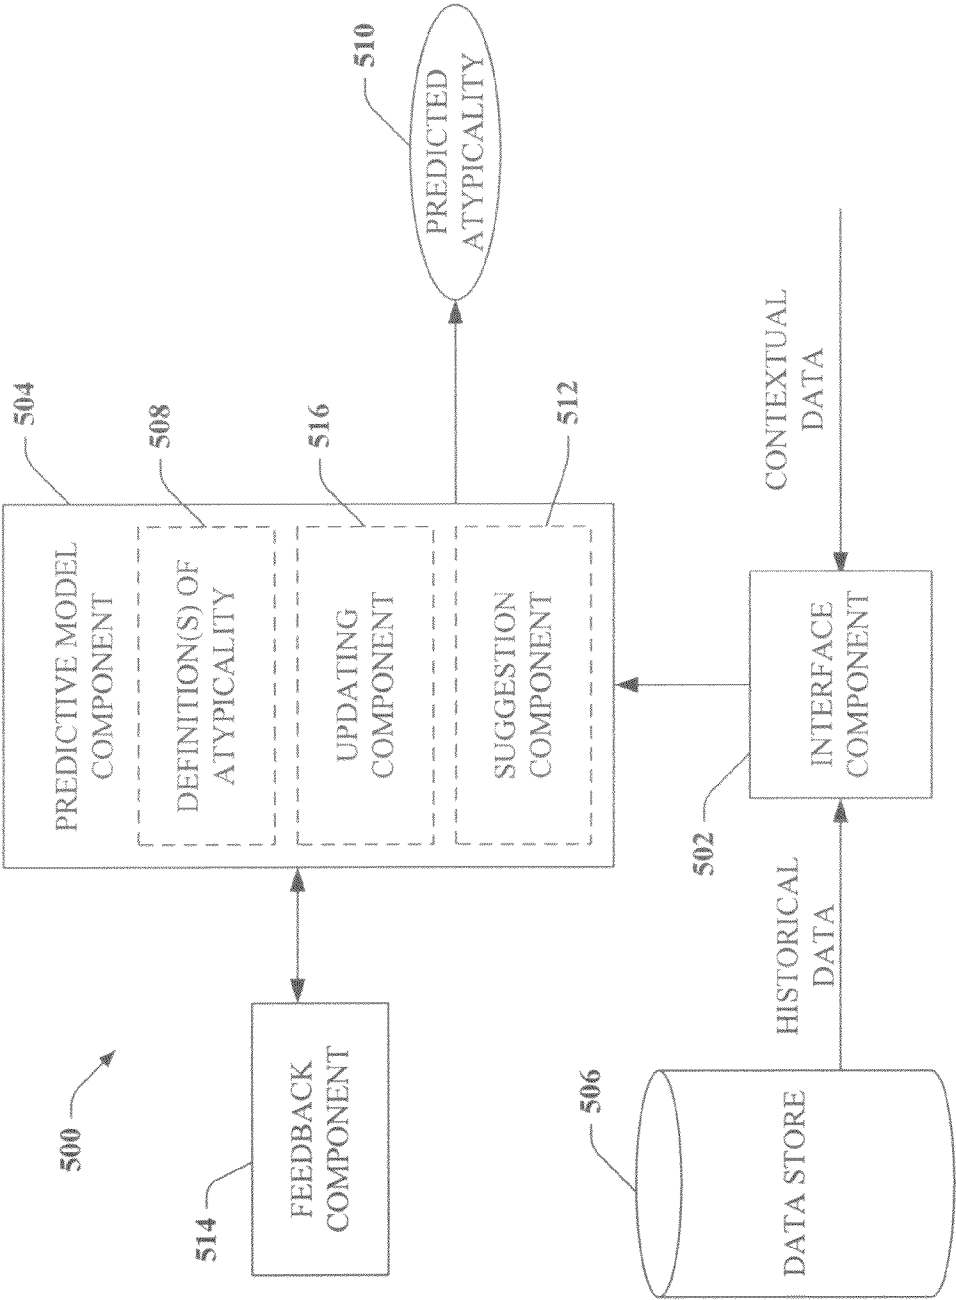 500
514
FEEDBACK
COMPONENT
504
PREDICTIVE MODEL
COMPONENT
508
DEFINITION(S) OF
ATYPICALITY
516
UPDATING
COMPONENT
512
SUGGESTION
COMPONENT
510
PREDICTED
ATYPICALITY
506
DATA STORE
HISTORICAL
DATA
502
INTERFACE
COMPONENT
CONTEXTUAL
DATA